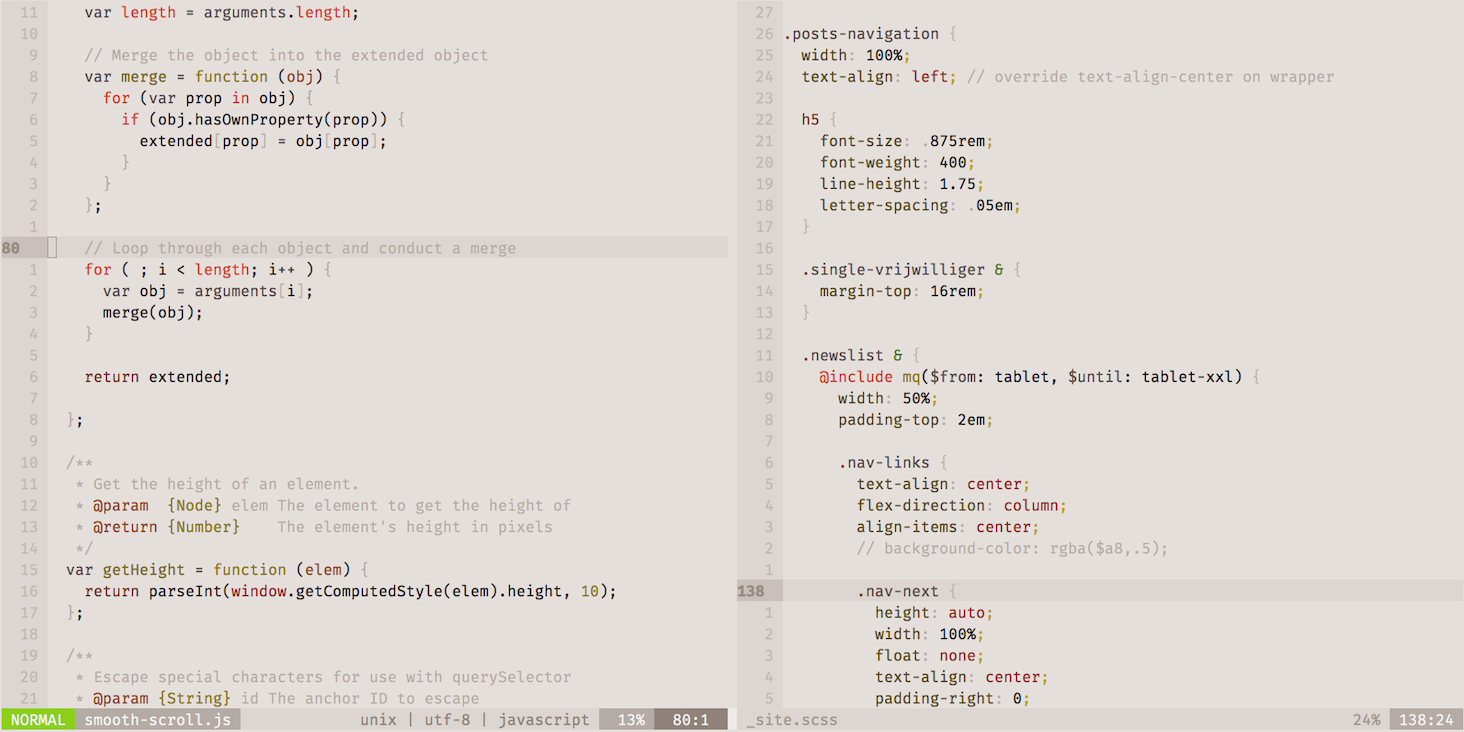 11 var length = arguments.length;
10
9 // Merge the object into the extended object
8 var merge = function (obj) {
7 for (var prop in obj) {
6 if (obj.hasOwnProperty(prop)) {
5 extended[prop] = obj[prop];
4 }
3 }
2 };
1
80 // Loop through each object and conduct a merge
1 for ( ; i < length; i++ ) {
2 var obj = arguments[i];
3 merge(obj);
4 }
5
6 return extended;
7
8 };
9
10 /**
11 * Get the height of an element.
12 * @param  {Node} elem The element to get the height of
13 * @return {Number}    The element's height in pixels
14 */
15 var getHeight = function (elem) {
16 return parseInt(window.getComputedStyle(elem).height, 10);
17 };
18
19 /**
20 * Escape special characters for use with querySelector
21 * @param {String} id The anchor ID to escape
NORMAL smooth-scroll.js unix | utf-8 | javascript 13% 80:1
27
26 .posts-navigation {
25 width: 100%;
24 text-align: left; // override text-align-center on wrapper
23
22 h5 {
21 font-size: .875rem;
20 font-weight: 400;
19 line-height: 1.75;
18 letter-spacing: .05em;
17 }
16
15 .single-vrijwilliger & {
14 margin-top: 16rem;
13 }
12
11 .newslist & {
10 @include mq($from: tablet, $until: tablet-xxl) {
9 width: 50%;
8 padding-top: 2em;
7
6 .nav-links {
5 text-align: center;
4 flex-direction: column;
3 align-items: center;
2 // background-color: rgba($a8,.5);
1
138 .nav-next {
1 height: auto;
2 width: 100%;
3 float: none;
4 text-align: center;
5 padding-right: 0;
_site.scss 24% 138:24